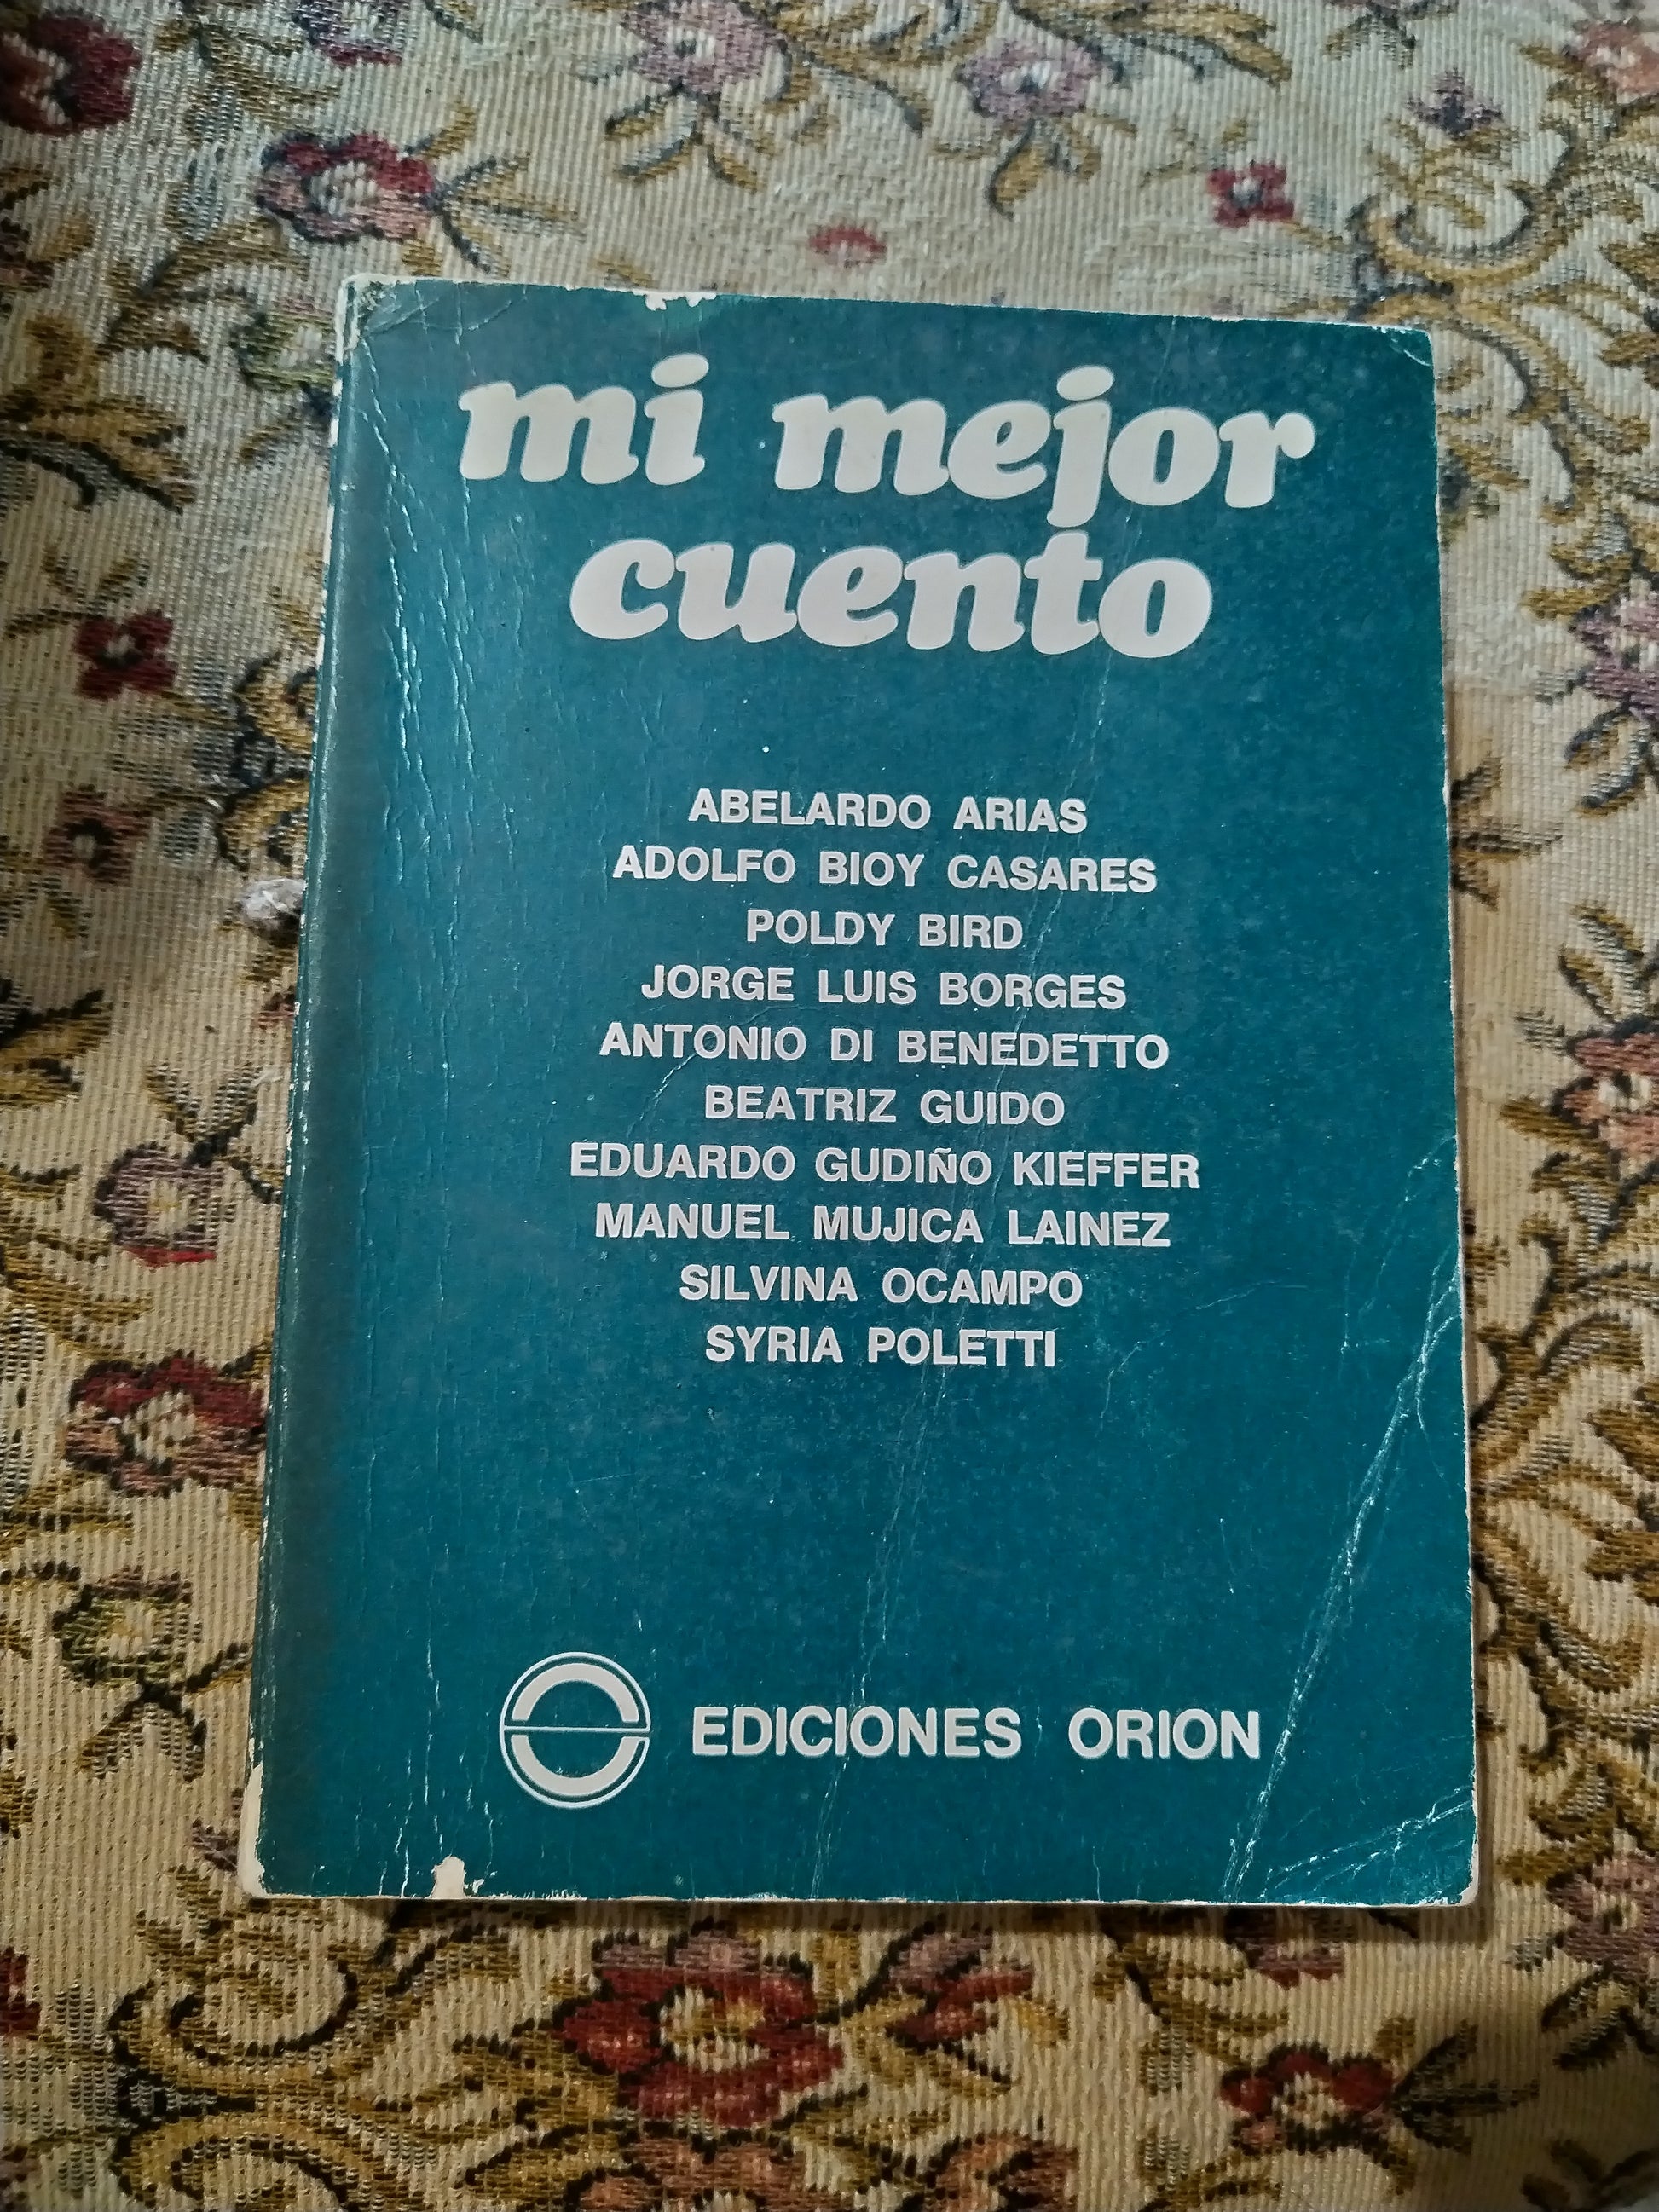 mi mejor
cuento
ABELARDO ARIAS
ADOLFO BIOY CASARES
POLDY BIRD
JORGE LUIS BORGES
ANTONIO DI BENEDETTO
BEATRIZ GUIDO
EDUARDO GUDIÑO KIEFFER
MANUEL MUJICA LAINEZ
SILVINA OCAMPO
SYRIA POLETTI
EDICIONES ORION